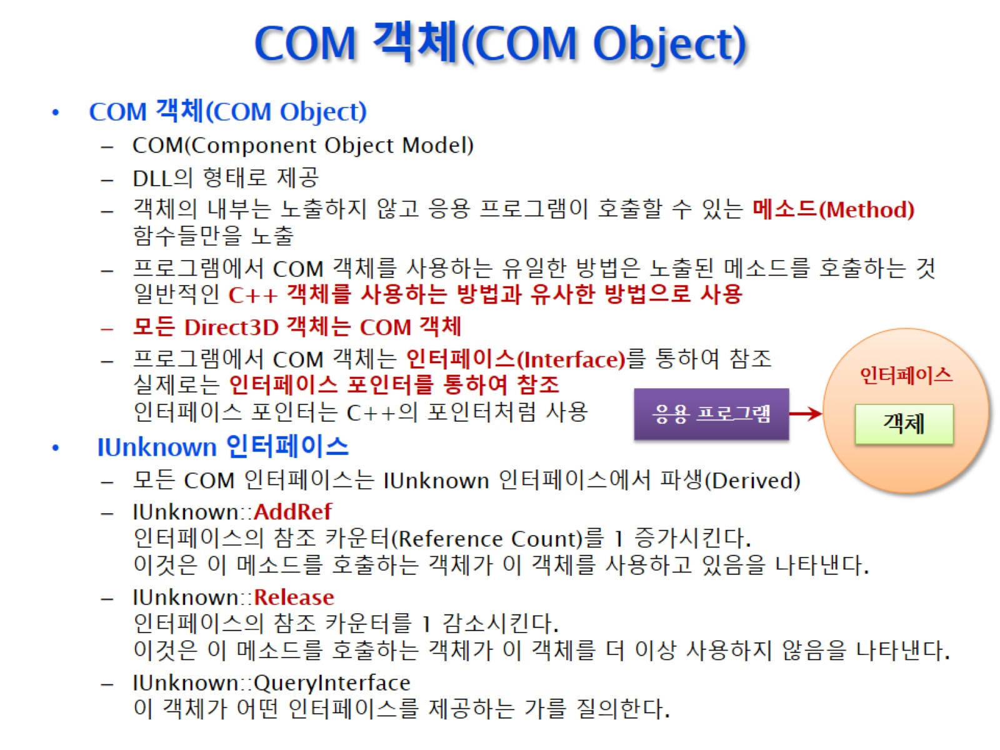 COM 객체(COM Object)
• COM 객체(COM Object)
– COM(Component Object Model)
– DLL의 형태로 제공
– 객체의 내부는 노출하지 않고 응용 프로그램이 호출할 수 있는 메소드(Method)
함수들만을 노출
– 프로그램에서 COM 객체를 사용하는 유일한 방법은 노출된 메소드를 호출하는 것
일반적인 C++ 객체를 사용하는 방법과 유사한 방법으로 사용
– 모든 Direct3D 객체는 COM 객체
– 프로그램에서 COM 객체는 인터페이스(Interface)를 통하여 참조
실제로는 인터페이스 포인터를 통하여 참조
인터페이스 포인터는 C++의 포인터처럼 사용
응용 프로그램
인터페이스
객체
• IUnknown 인터페이스
– 모든 COM 인터페이스는 IUnknown 인터페이스에서 파생(Derived)
– IUnknown::AddRef
인터페이스의 참조 카운터(Reference Count)를 1 증가시킨다.
이것은 이 메소드를 호출하는 객체가 이 객체를 사용하고 있음을 나타낸다.
– IUnknown::Release
인터페이스의 참조 카운터를 1 감소시킨다.
이것은 이 메소드를 호출하는 객체가 이 객체를 더 이상 사용하지 않음을 나타낸다.
– IUnknown::QueryInterface
이 객체가 어떤 인터페이스를 제공하는 가를 질의한다.